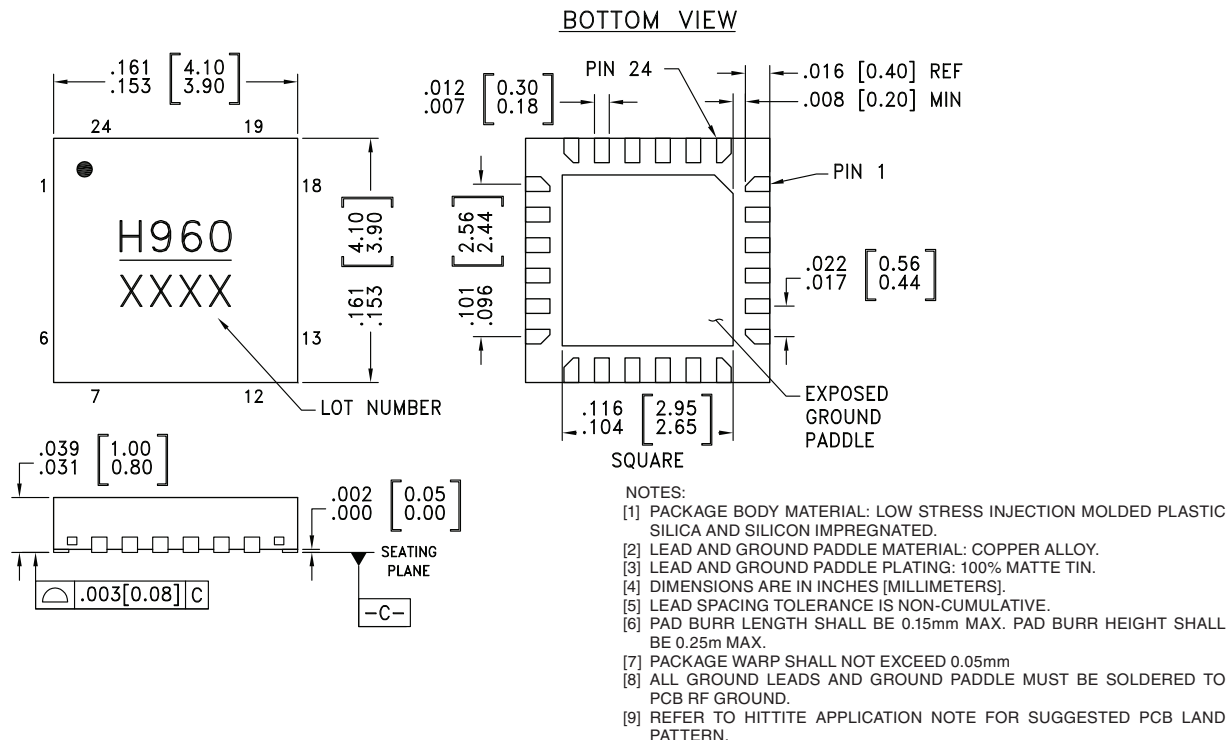 BOTTOM VIEW
.161 [4.10]
.153 [3.90]
24 19
1 18
H960
XXXX
6 13
7 12
LOT NUMBER
.161 [4.10]
.153 [3.90]
PIN 24
.012 [0.30]
.007 [0.18]
.016 [0.40] REF
.008 [0.20] MIN
PIN 1
.101 [2.56]
.096 [2.44]
.022 [0.56]
.017 [0.44]
.116 [2.95]
.104 [2.65]
SQUARE
EXPOSED
GROUND
PADDLE
.039 [1.00]
.031 [0.80]
.002 [0.05]
.000 [0.00]
SEATING
PLANE
.003[0.08] C
-C-
NOTES:
[1] PACKAGE BODY MATERIAL: LOW STRESS INJECTION MOLDED PLASTIC
SILICA AND SILICON IMPREGNATED.
[2] LEAD AND GROUND PADDLE MATERIAL: COPPER ALLOY.
[3] LEAD AND GROUND PADDLE PLATING: 100% MATTE TIN.
[4] DIMENSIONS ARE IN INCHES [MILLIMETERS].
[5] LEAD SPACING TOLERANCE IS NON-CUMULATIVE.
[6] PAD BURR LENGTH SHALL BE 0.15mm MAX. PAD BURR HEIGHT SHALL
BE 0.25m MAX.
[7] PACKAGE WARP SHALL NOT EXCEED 0.05mm
[8] ALL GROUND LEADS AND GROUND PADDLE MUST BE SOLDERED TO
PCB RF GROUND.
[9] REFER TO HITTITE APPLICATION NOTE FOR SUGGESTED PCB LAND
PATTERN.